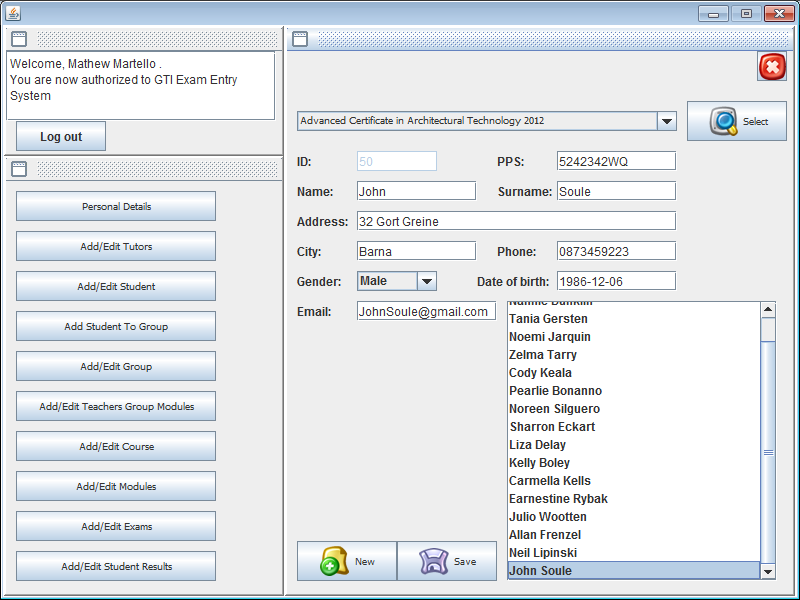 Welcome, Mathew Martello .
You are now authorized to GTI Exam Entry
System
Log out
Personal Details
Add/Edit Tutors
Add/Edit Student
Add Student To Group
Add/Edit Group
Add/Edit Teachers Group Modules
Add/Edit Course
Add/Edit Modules
Add/Edit Exams
Add/Edit Student Results
Advanced Certificate in Architectural Technology 2012
Select
ID: 50 PPS: 5242342WQ
Name: John Surname: Soule
Address: 32 Gort Greine
City: Barna Phone: 0873459223
Gender: Male Date of birth: 1986-12-06
Email: JohnSoule@gmail.com
Tania Gersten
Noemi Jarquin
Zelma Tarry
Cody Keala
Pearlie Bonanno
Noreen Silguero
Sharron Eckart
Liza Delay
Kelly Boley
Carmella Kells
Earnestine Rybak
Julio Wootten
Allan Frenzel
Neil Lipinski
John Soule
New
Save